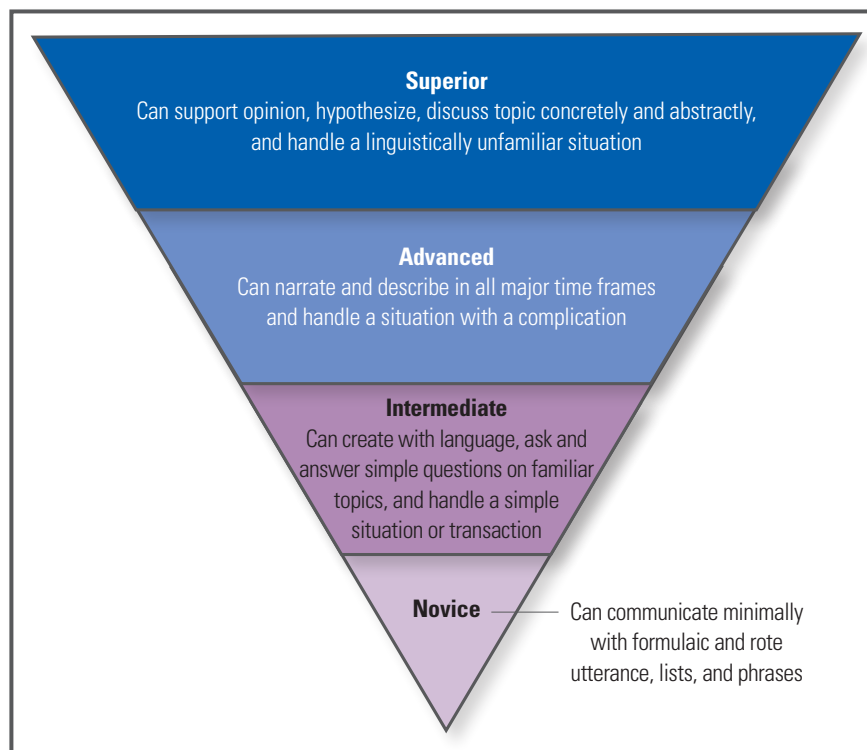 Superior
Can support opinion, hypothesize, discuss topic concretely and abstractly,
and handle a linguistically unfamiliar situation
Advanced
Can narrate and describe in all major time frames
and handle a situation with a complication
Intermediate
Can create with language, ask and
answer simple questions on familiar
topics, and handle a simple
situation or transaction
Novice
Can communicate minimally
with formulaic and rote
utterance, lists, and phrases